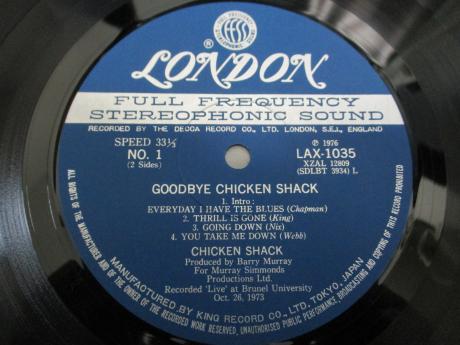 FULL FREQUENCY STEREOPHONIC SOUND
ffss
® LONDON
FULL FREQUENCY
STEREOPHONIC SOUND
RECORDED BY THE DECCA RECORD CO., LTD. LONDON, S.E.I., ENGLAND
SPEED 33⅓ ℗ 1976
NO. 1 LAX-1035
(2 Sides) XZAL 12809
(SDLBT 3934) L
GOODBYE CHICKEN SHACK
1. Intro:
EVERYDAY I HAVE THE BLUES (Chapman)
2. THRILL IS GONE (King)
3. GOING DOWN (Nix)
4. YOU TAKE ME DOWN (Webb)
CHICKEN SHACK
Produced by Barry Murray
For Murray Simmonds
Productions Ltd.
Recorded 'Live' at Brunel University
Oct. 26, 1973
MANUFACTURED BY KING RECORD CO. LTD, TOKYO, JAPAN
ALL RIGHTS OF THE MANUFACTURER AND OF THE OWNER OF THE RECORDED WORK RESERVED, UNAUTHORISED PUBLIC PERFORMANCE, BROADCASTING AND COPYING OF THIS RECORD PROHIBITED